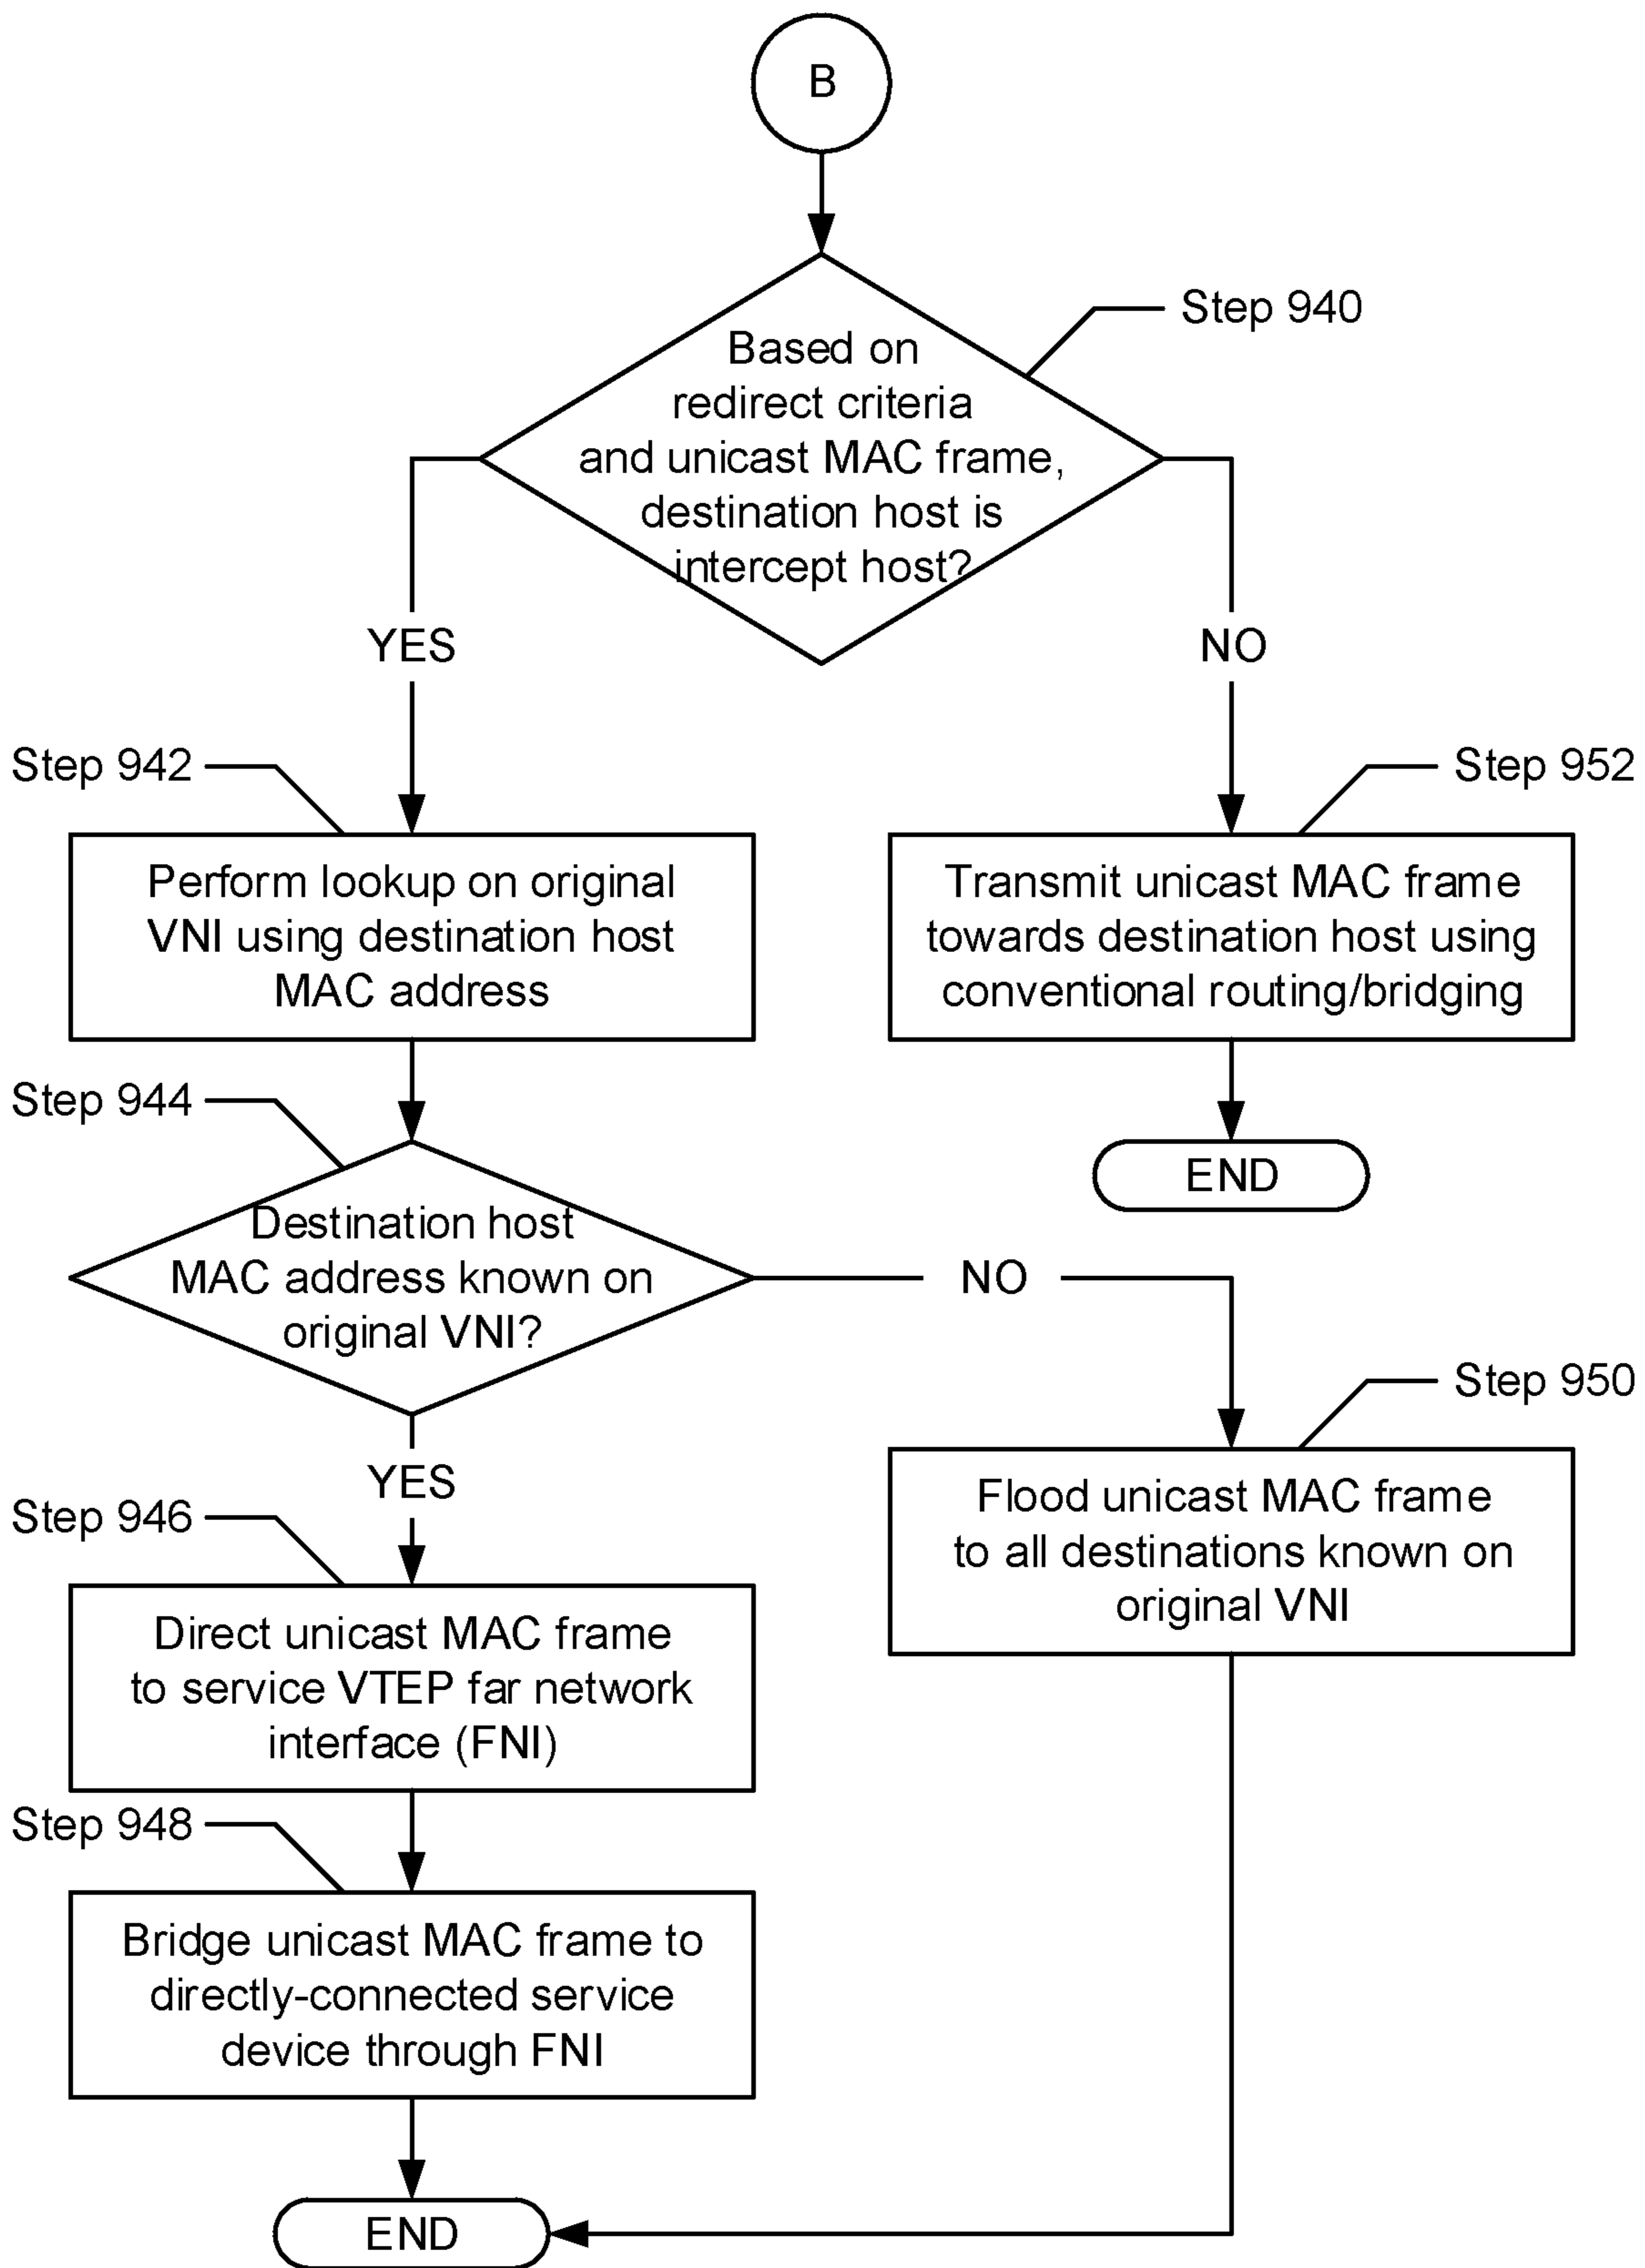 B
Step 940
Based on
redirect criteria
and unicast MAC frame,
destination host is
intercept host?
YES
NO
Step 942
Step 952
Perform lookup on original
VNI using destination host
MAC address
Transmit unicast MAC frame
towards destination host using
conventional routing/bridging
Step 944
END
Destination host
MAC address known on
original VNI?
NO
Step 950
YES
Flood unicast MAC frame
to all destinations known on
original VNI
Step 946
Direct unicast MAC frame
to service VTEP far network
interface (FNI)
Step 948
Bridge unicast MAC frame to
directly-connected service
device through FNI
END